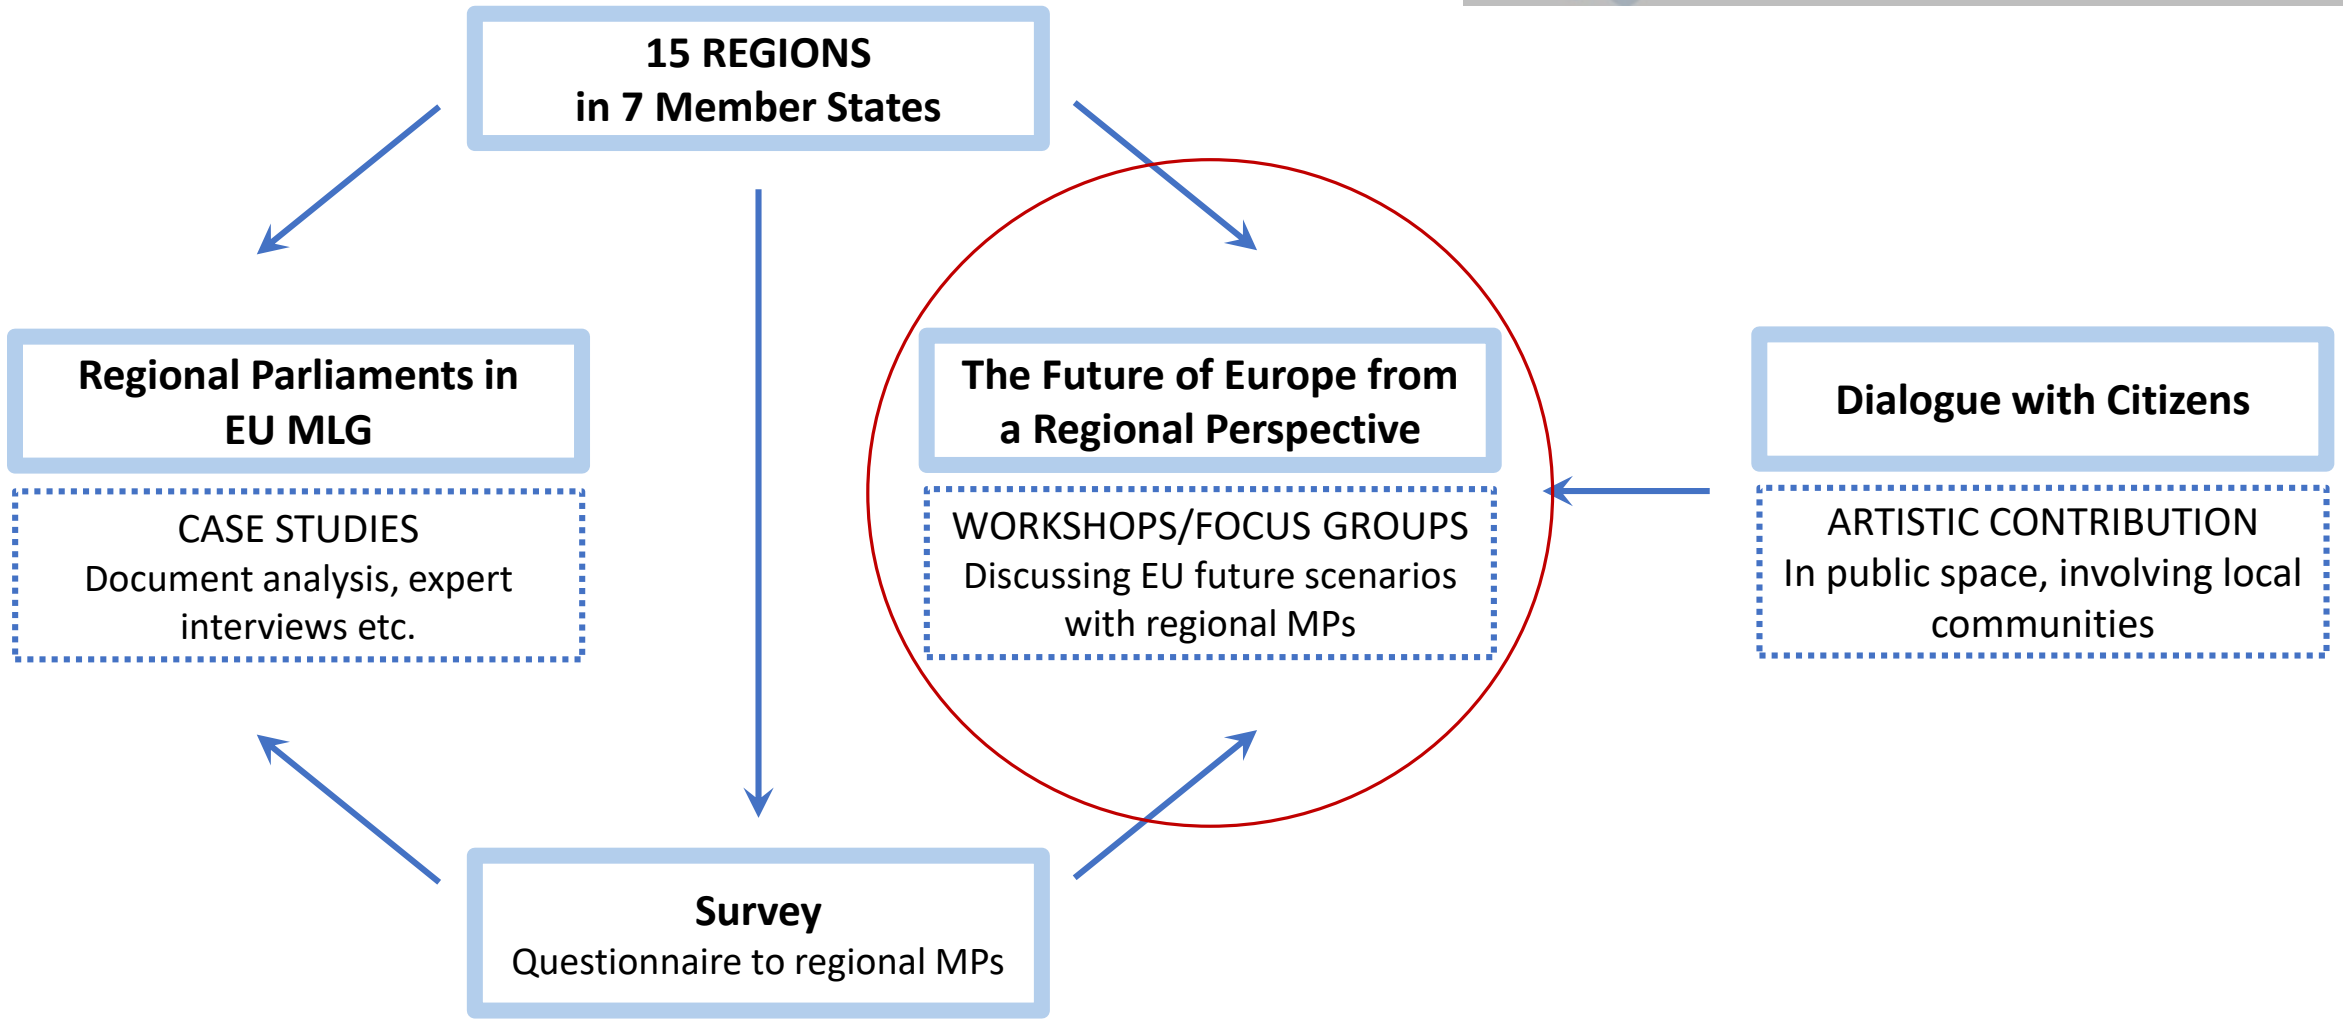 15 REGIONS
in 7 Member States
Regional Parliaments in
EU MLG
CASE STUDIES
Document analysis, expert
interviews etc.
The Future of Europe from
a Regional Perspective
WORKSHOPS/FOCUS GROUPS
Discussing EU future scenarios
with regional MPs
Dialogue with Citizens
ARTISTIC CONTRIBUTION
In public space, involving local
communities
Survey
Questionnaire to regional MPs